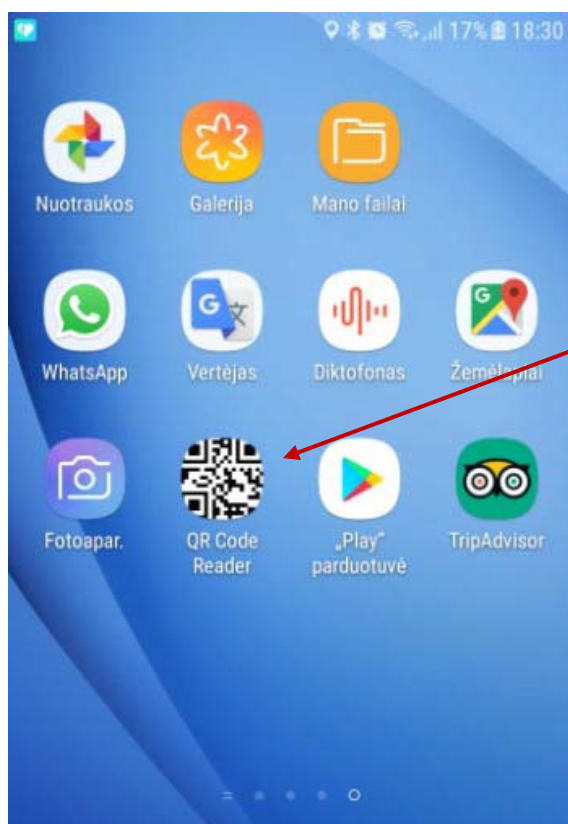 17% 18:30
Nuotraukos Galerija Mano failai
WhatsApp Vertėjas Diktofonas Žemėlapiai
Fotoapar. QR Code „Play“ TripAdvisor
Reader parduotuvė